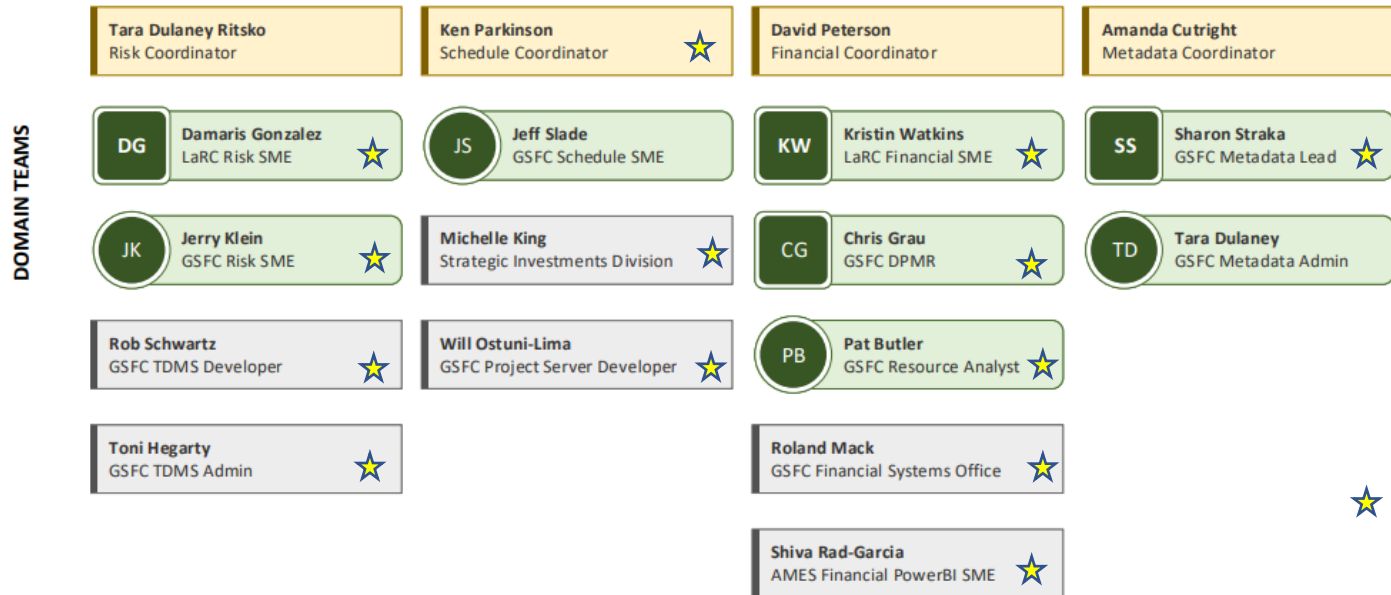 DOMAIN TEAMS
Tara Dulaney Ritsko
Risk Coordinator
DG
Damaris Gonzalez
LaRC Risk SME
JK
Jerry Klein
GSFC Risk SME
Rob Schwartz
GSFC TDMS Developer
Toni Hegarty
GSFC TDMS Admin
Ken Parkinson
Schedule Coordinator
JS
Jeff Slade
GSFC Schedule SME
Michelle King
Strategic Investments Division
Will Ostuni-Lima
GSFC Project Server Developer
David Peterson
Financial Coordinator
KW
Kristin Watkins
LaRC Financial SME
CG
Chris Grau
GSFC DPMR
PB
Pat Butler
GSFC Resource Analyst
Roland Mack
GSFC Financial Systems Office
Shiva Rad-Garcia
AMES Financial PowerBI SME
Amanda Cutright
Metadata Coordinator
SS
Sharon Straka
GSFC Metadata Lead
TD
Tara Dulaney
GSFC Metadata Admin